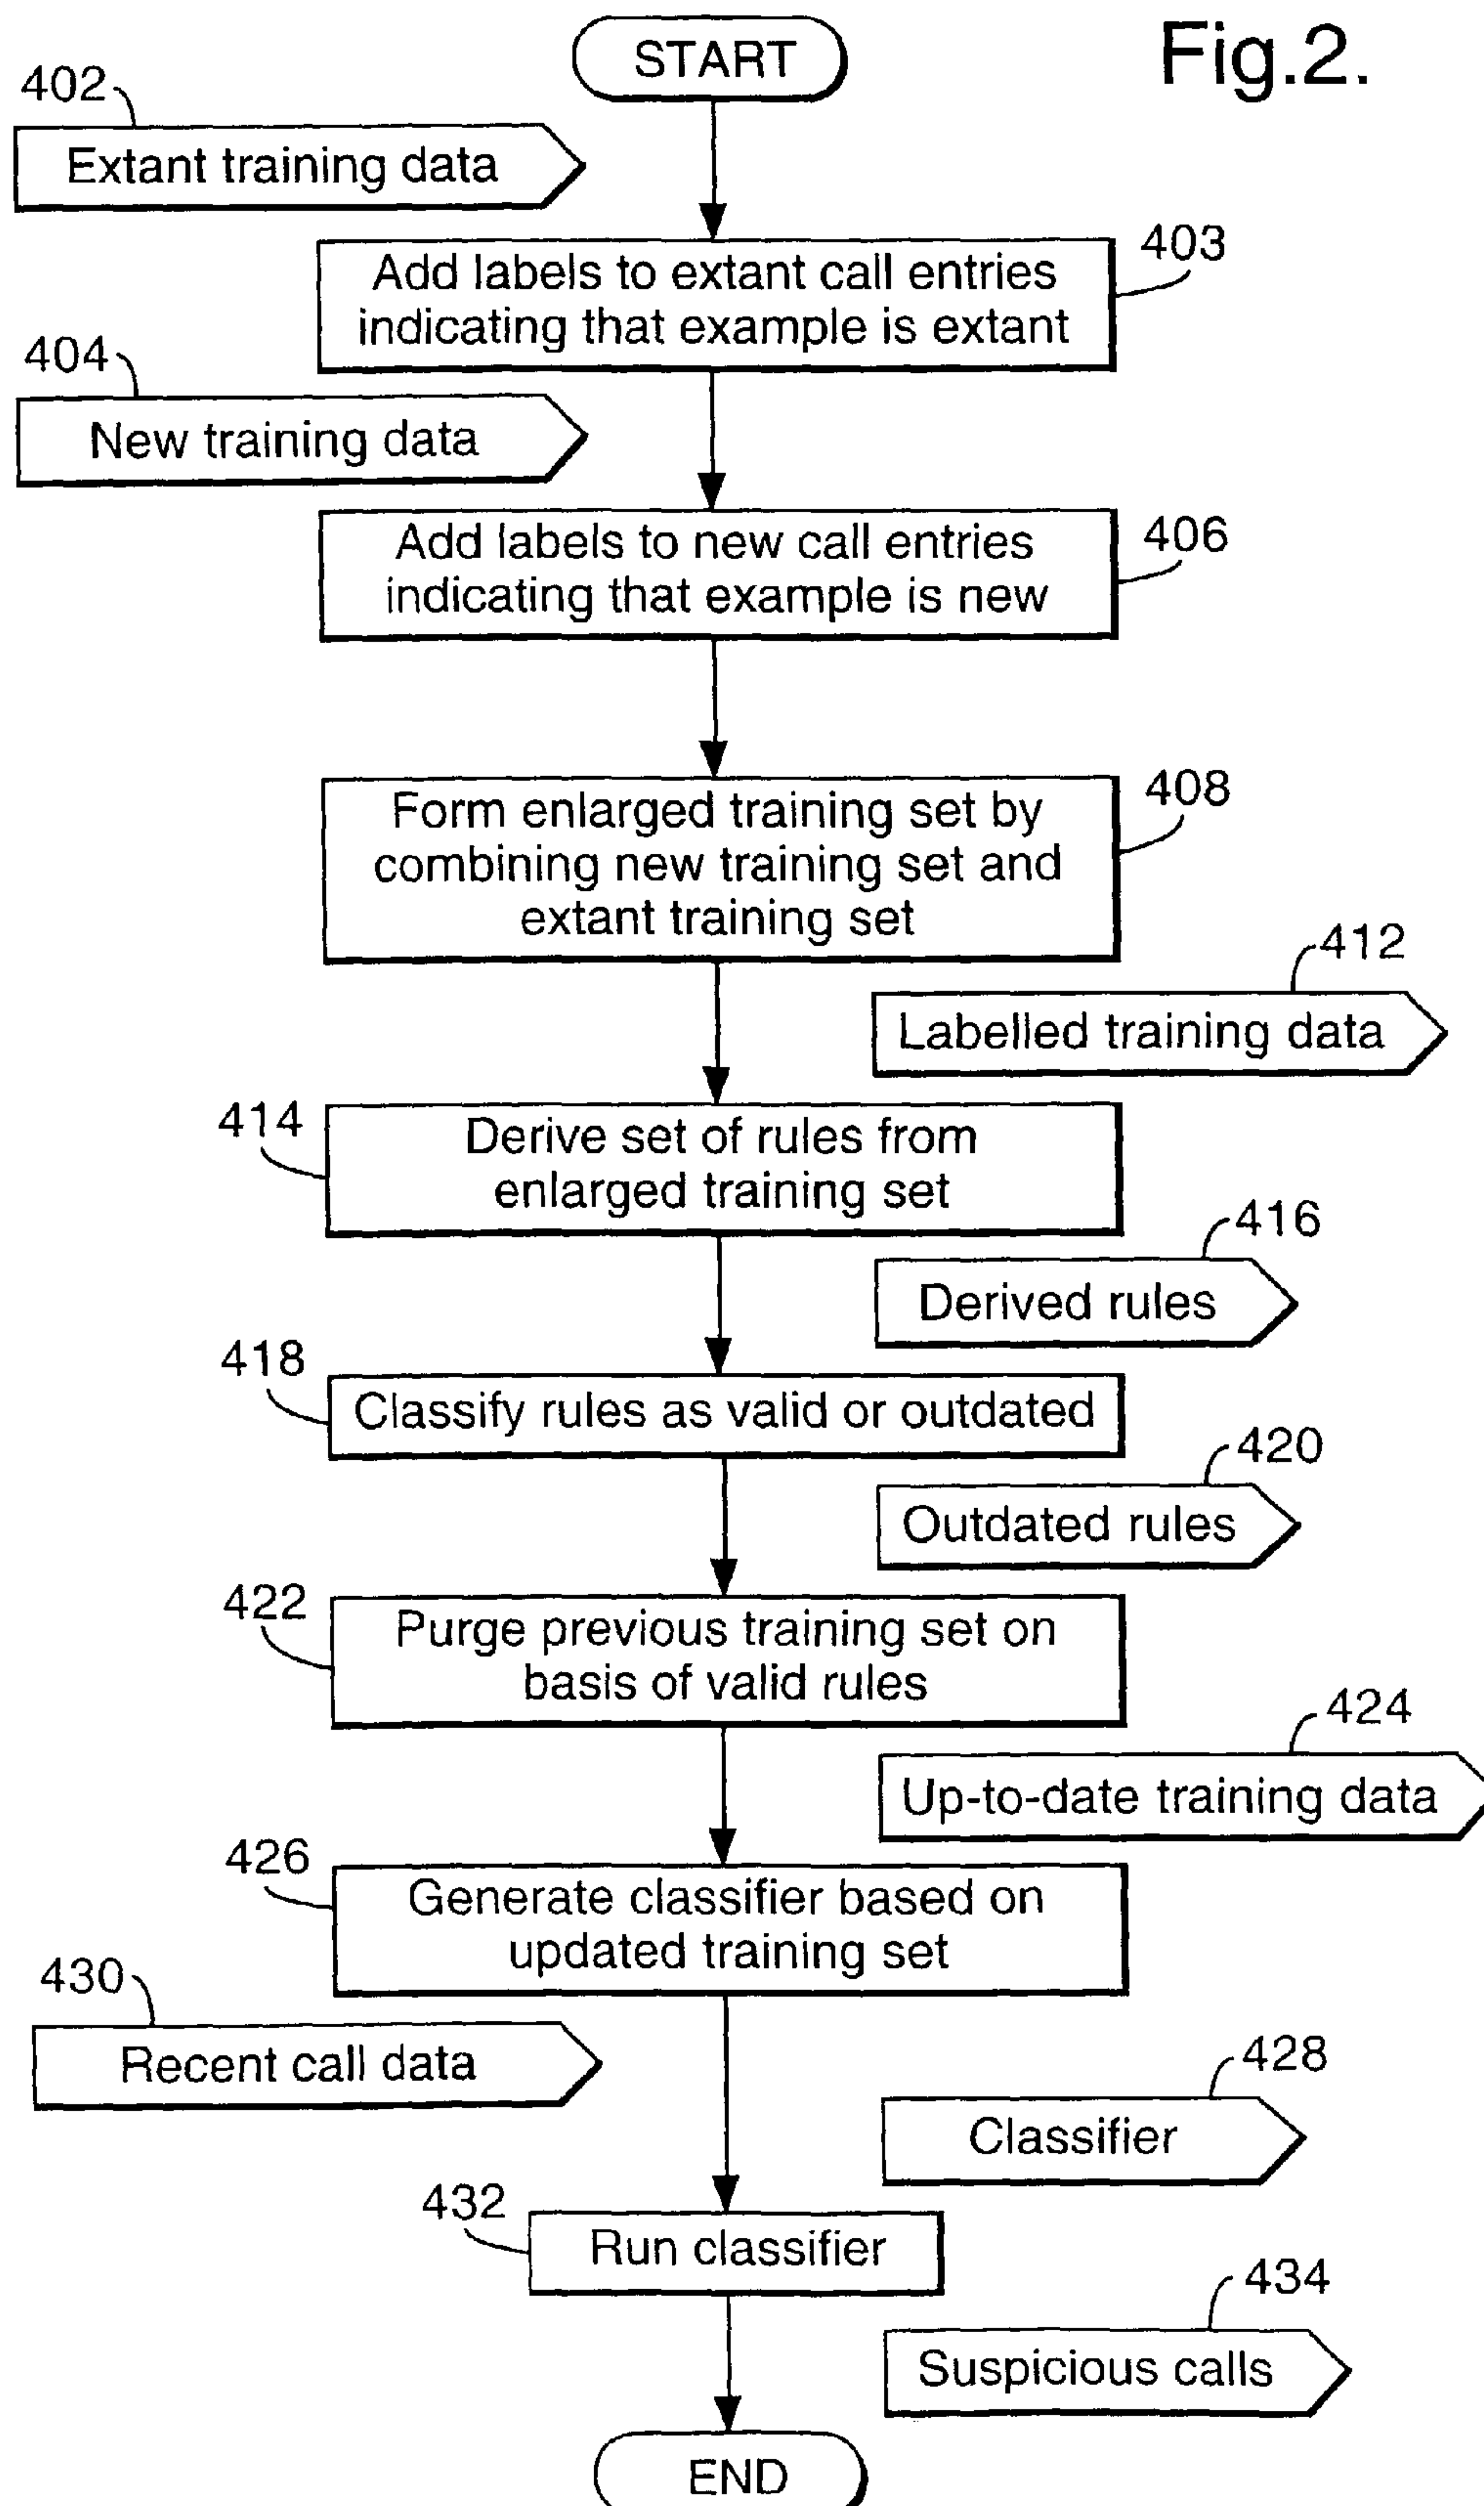 START
Fig.2.
402
Extant training data
403
Add labels to extant call entries
indicating that example is extant
404
New training data
406
Add labels to new call entries
indicating that example is new
408
Form enlarged training set by
combining new training set and
extant training set
412
Labelled training data
414
Derive set of rules from
enlarged training set
416
Derived rules
418
Classify rules as valid or outdated
420
Outdated rules
422
Purge previous training set on
basis of valid rules
424
Up-to-date training data
426
Generate classifier based on
updated training set
430
Recent call data
428
Classifier
432
Run classifier
434
Suspicious calls
END